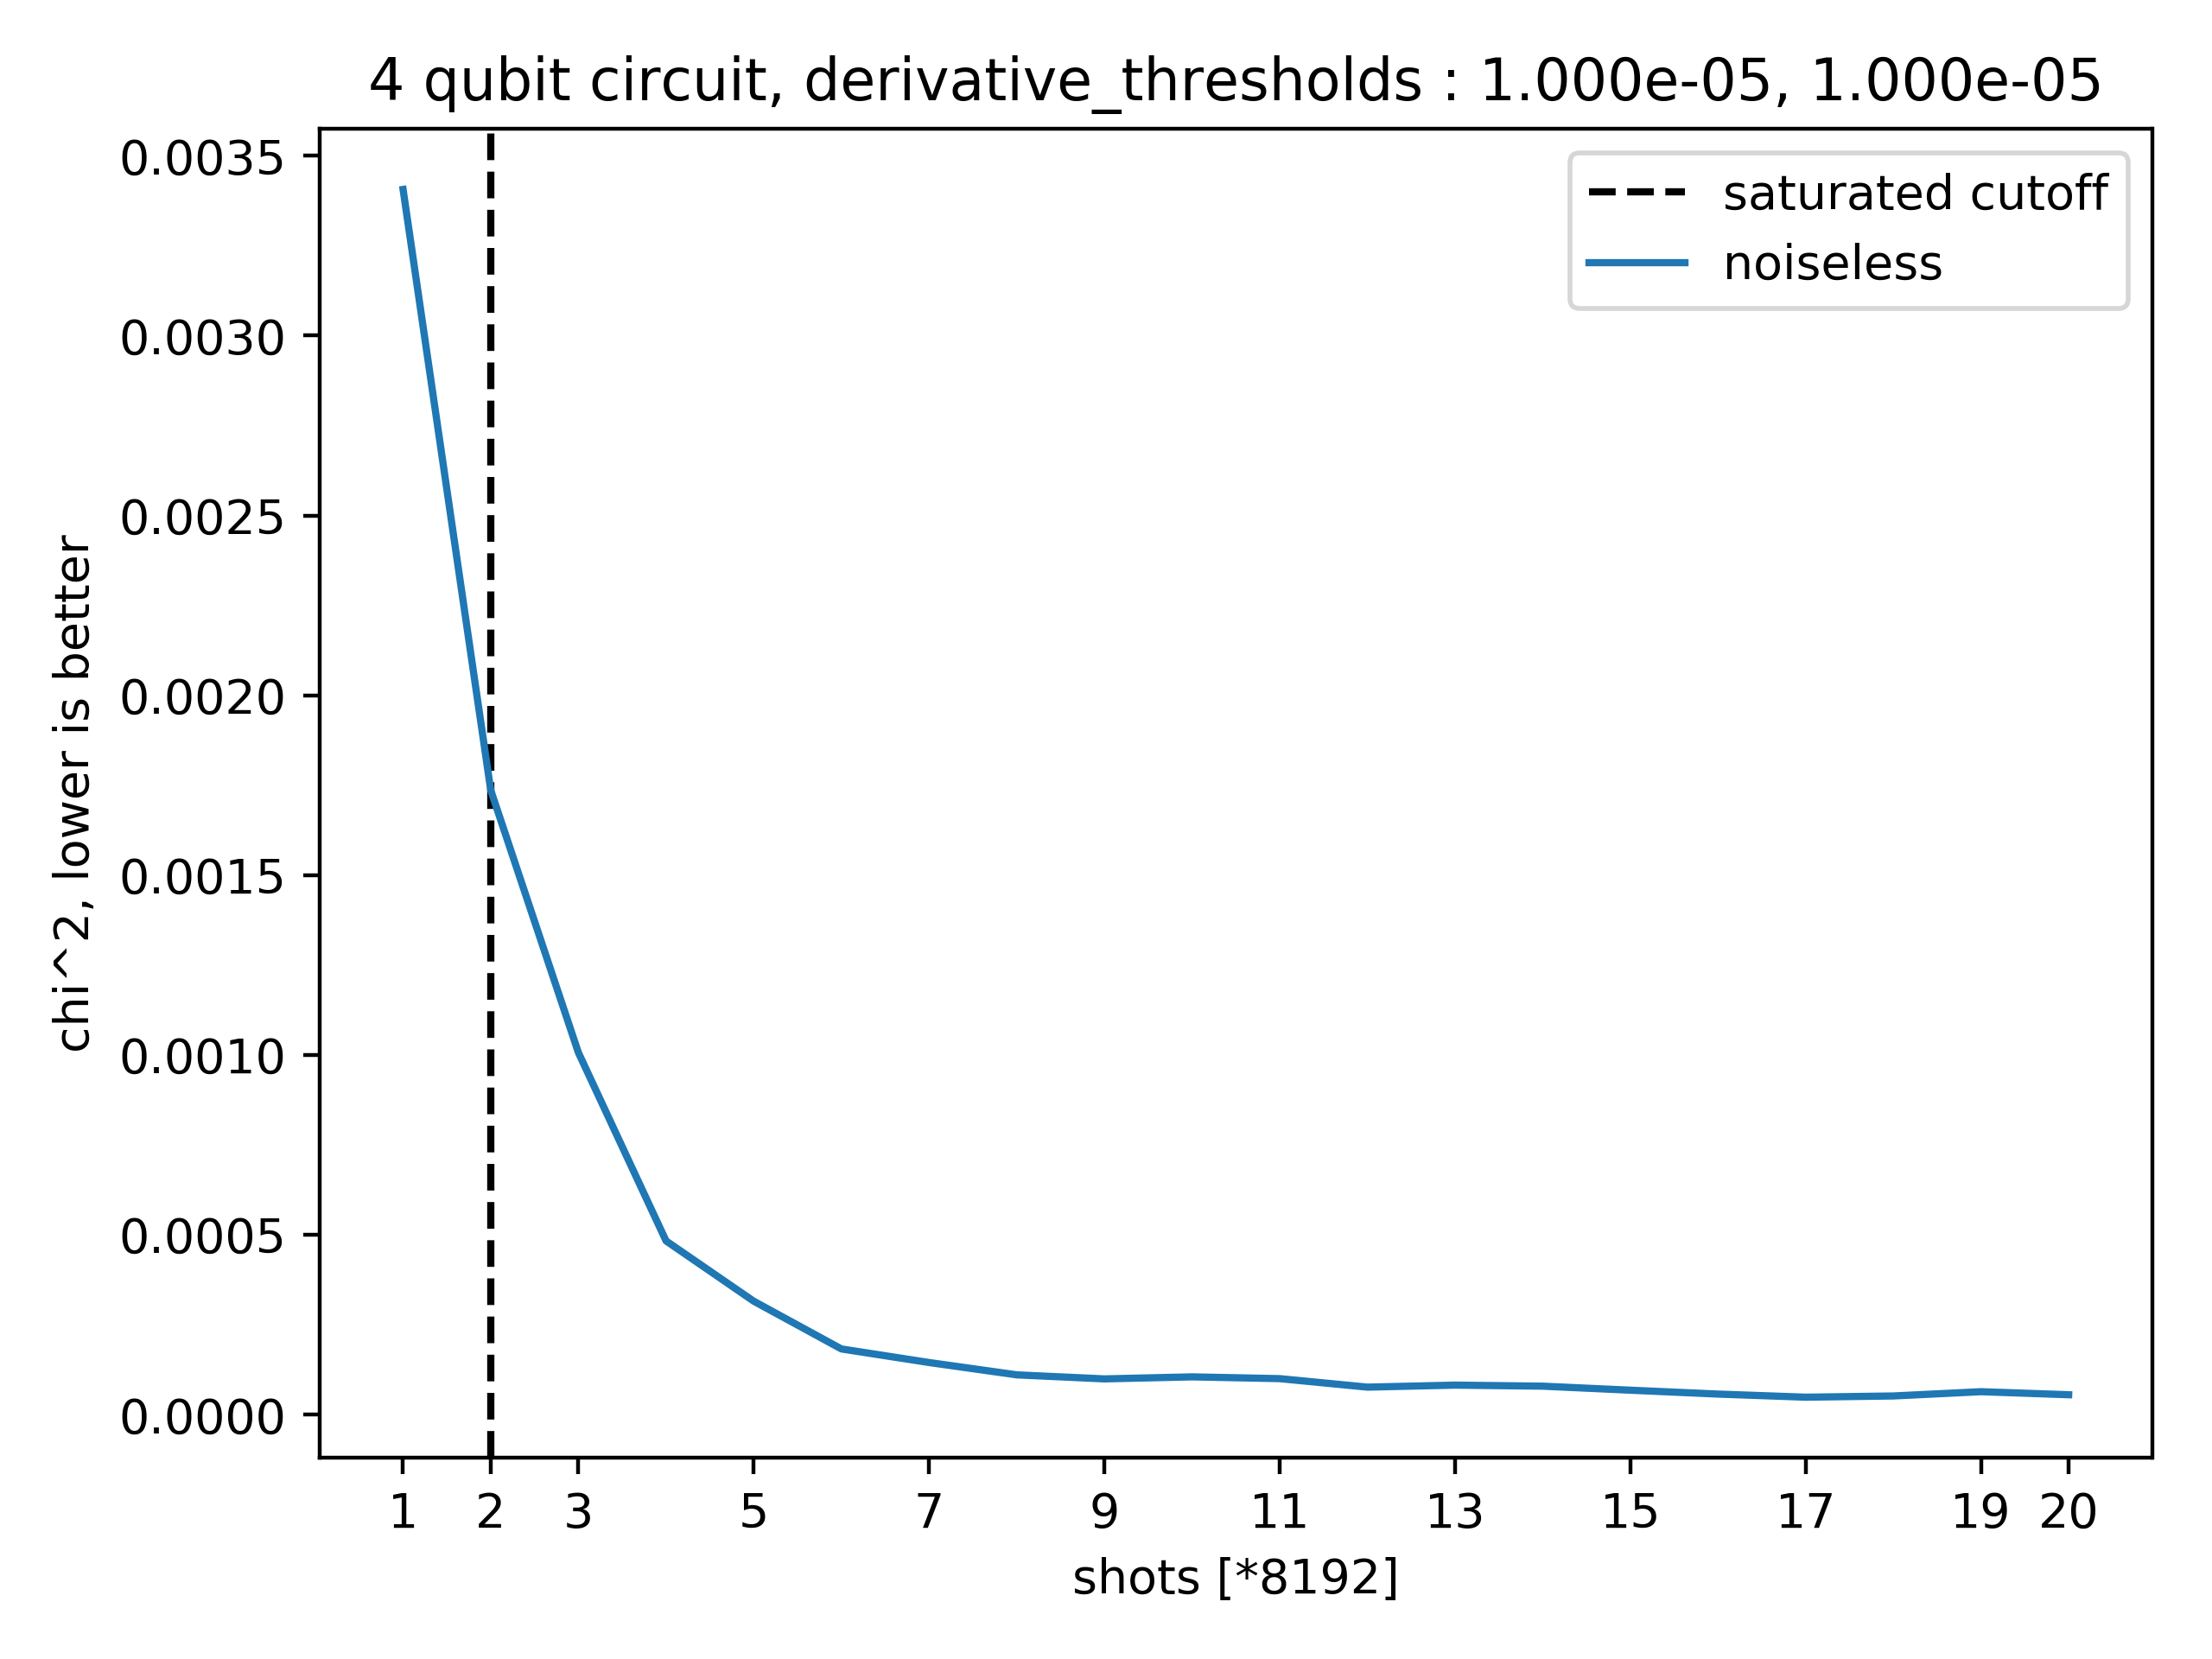 4 qubit circuit, derivative_thresholds : 1.000e-05, 1.000e-05
saturated cutoff
noiseless
chi^2, lower is better
0.0035
0.0030
0.0025
0.0020
0.0015
0.0010
0.0005
0.0000
1 2 3 5 7 9 11 13 15 17 19 20
shots [*8192]